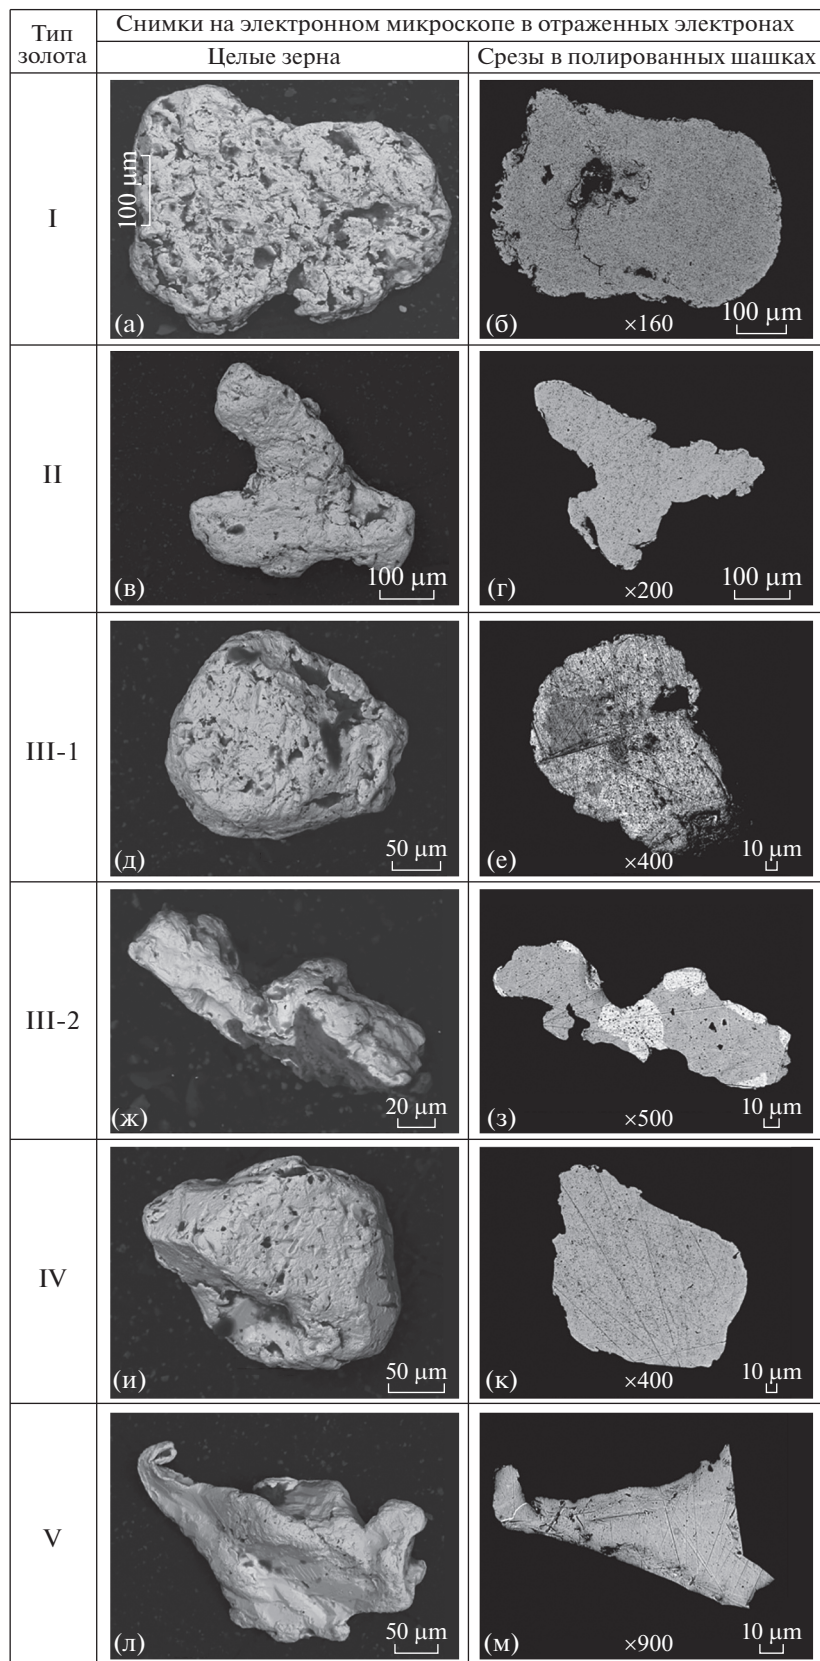 Тип золота
Снимки на электронном микроскопе в отраженных электронах
Целые зерна
Срезы в полированных шашках
I
100 μm
(а)
(б)
×160
100 μm
II
(в)
100 μm
(г)
×200
100 μm
III-1
(д)
50 μm
(е)
×400
10 μm
III-2
(ж)
20 μm
(з)
×500
10 μm
IV
(и)
50 μm
(к)
×400
10 μm
V
(л)
50 μm
(м)
×900
10 μm